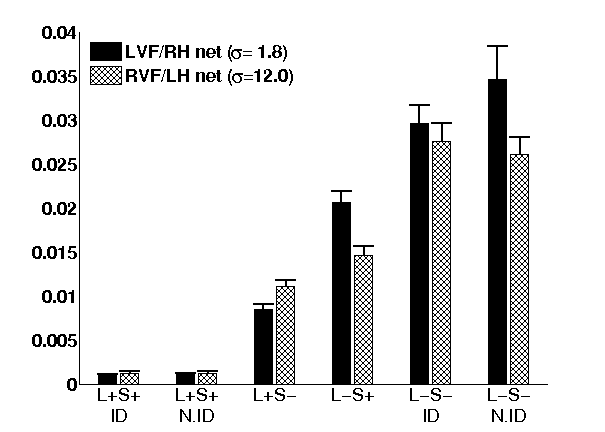 0.04
LVF/RH net (σ= 1.8)
0.035
RVF/LH net (σ=12.0)
0.03
0.025
0.02
0.015
0.01
0.005
0
L+S+ L+S+ L+S− L−S+ L−S− L−S−
ID N.ID ID N.ID